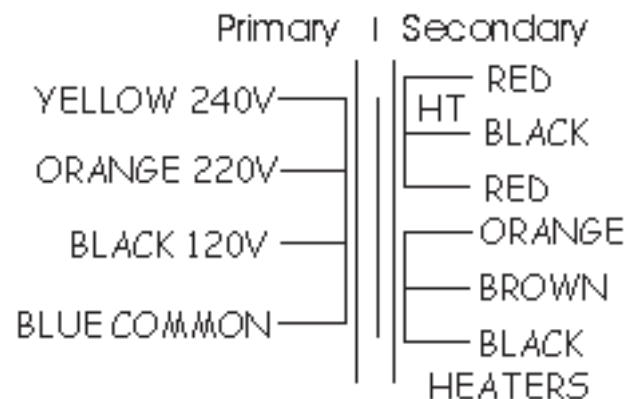 Primary | Secondary
YELLOW 240V
ORANGE 220V
BLACK 120V
BLUE COMMON
RED
HT
BLACK
RED
ORANGE
BROWN
BLACK
HEATERS